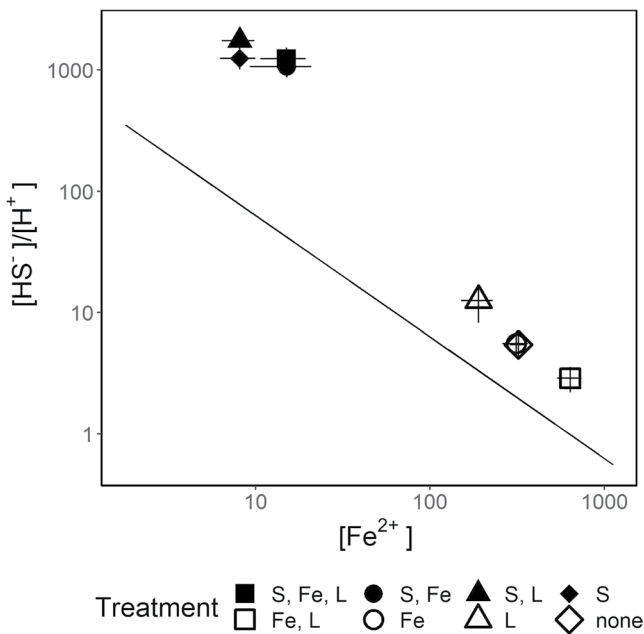 1000
100
10
1
[HS⁻]/[H⁺]
10 100 1000
[Fe²⁺]
Treatment
S, Fe, L S, Fe S, L S
Fe, L Fe L none